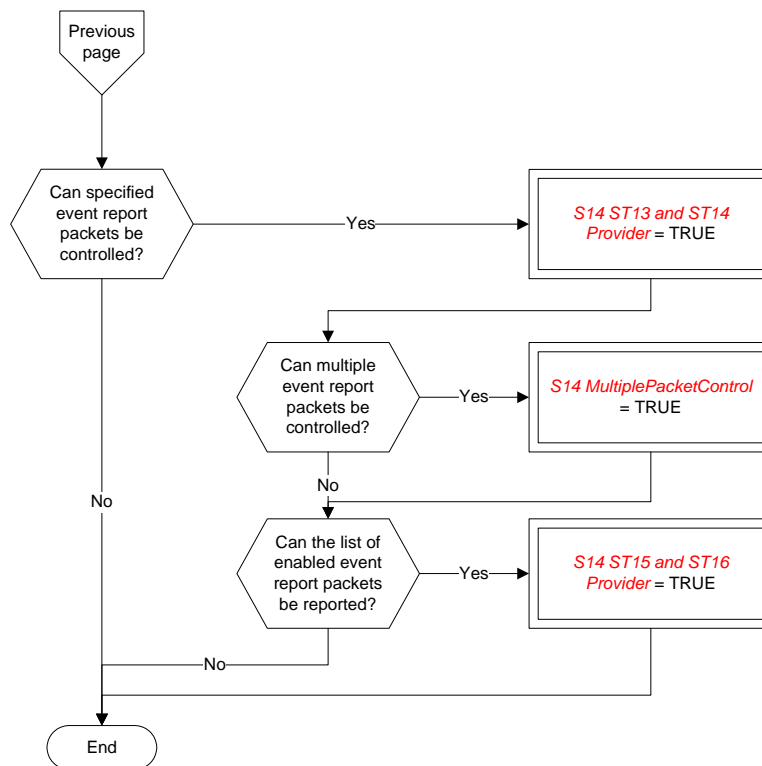 Previous
page
Can specified
event report
packets be
controlled?
Yes
S14 ST13 and ST14
Provider = TRUE
Can multiple
event report
packets be
controlled?
Yes
S14 MultiplePacketControl
= TRUE
No
No
Can the list of
enabled event
report packets
be reported?
Yes
S14 ST15 and ST16
Provider = TRUE
No
End